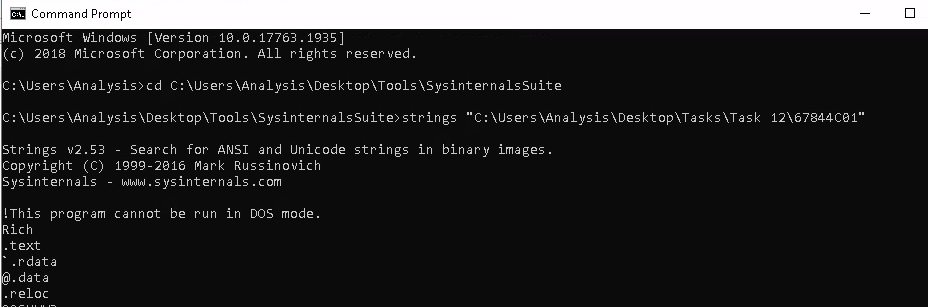 Command Prompt
Microsoft Windows [Version 10.0.17763.1935]
(c) 2018 Microsoft Corporation. All rights reserved.
C:\Users\Analysis>cd C:\Users\Analysis\Desktop\Tools\SysinternalsSuite
C:\Users\Analysis\Desktop\Tools\SysinternalsSuite>strings "C:\Users\Analysis\Desktop\Tasks\Task 12\67844C01"
Strings v2.53 - Search for ANSI and Unicode strings in binary images.
Copyright (C) 1999-2016 Mark Russinovich
Sysinternals - www.sysinternals.com
!This program cannot be run in DOS mode.
Rich
.text
`.rdata
@.data
.reloc